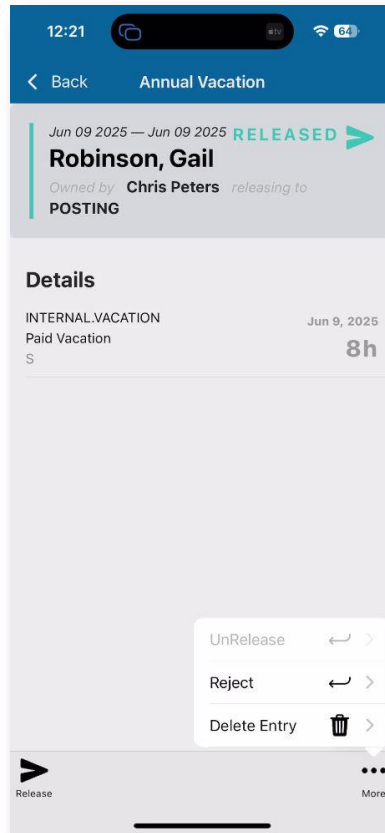 12:21
tv
64
Back
Annual Vacation
Jun 09 2025 — Jun 09 2025 RELEASED
Robinson, Gail
Owned by Chris Peters releasing to
POSTING
Details
INTERNAL.VACATION
Jun 9, 2025
Paid Vacation
8h
S
UnRelease
Reject
Delete Entry
Release
More